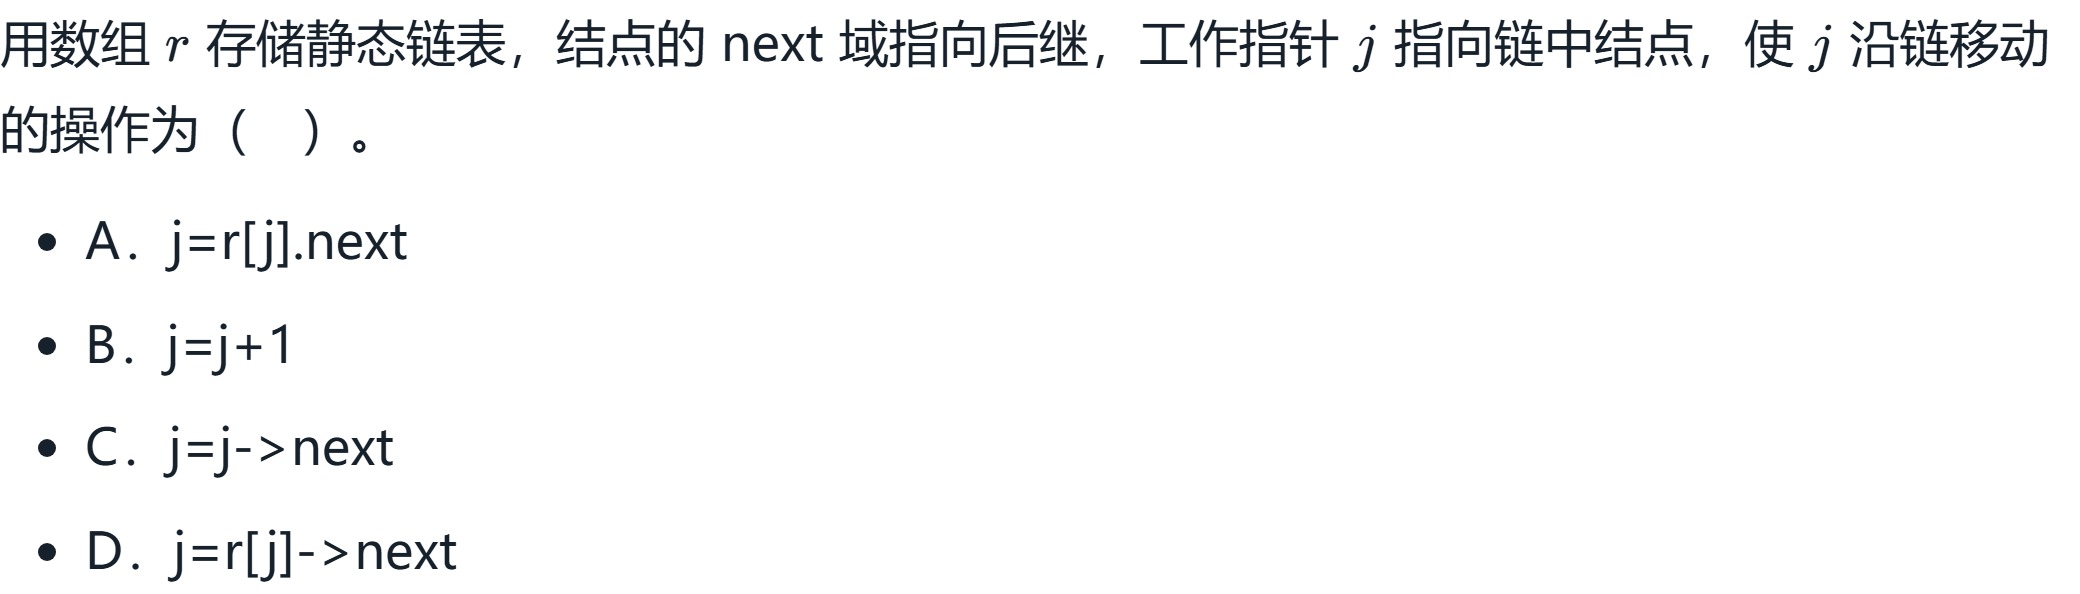 用数组 r 存储静态链表，结点的 next 域指向后继，工作指针 j 指向链中结点，使 j 沿链移动
的操作为（　）。
• A．j=r[j].next
• B．j=j+1
• C．j=j->next
• D．j=r[j]->next